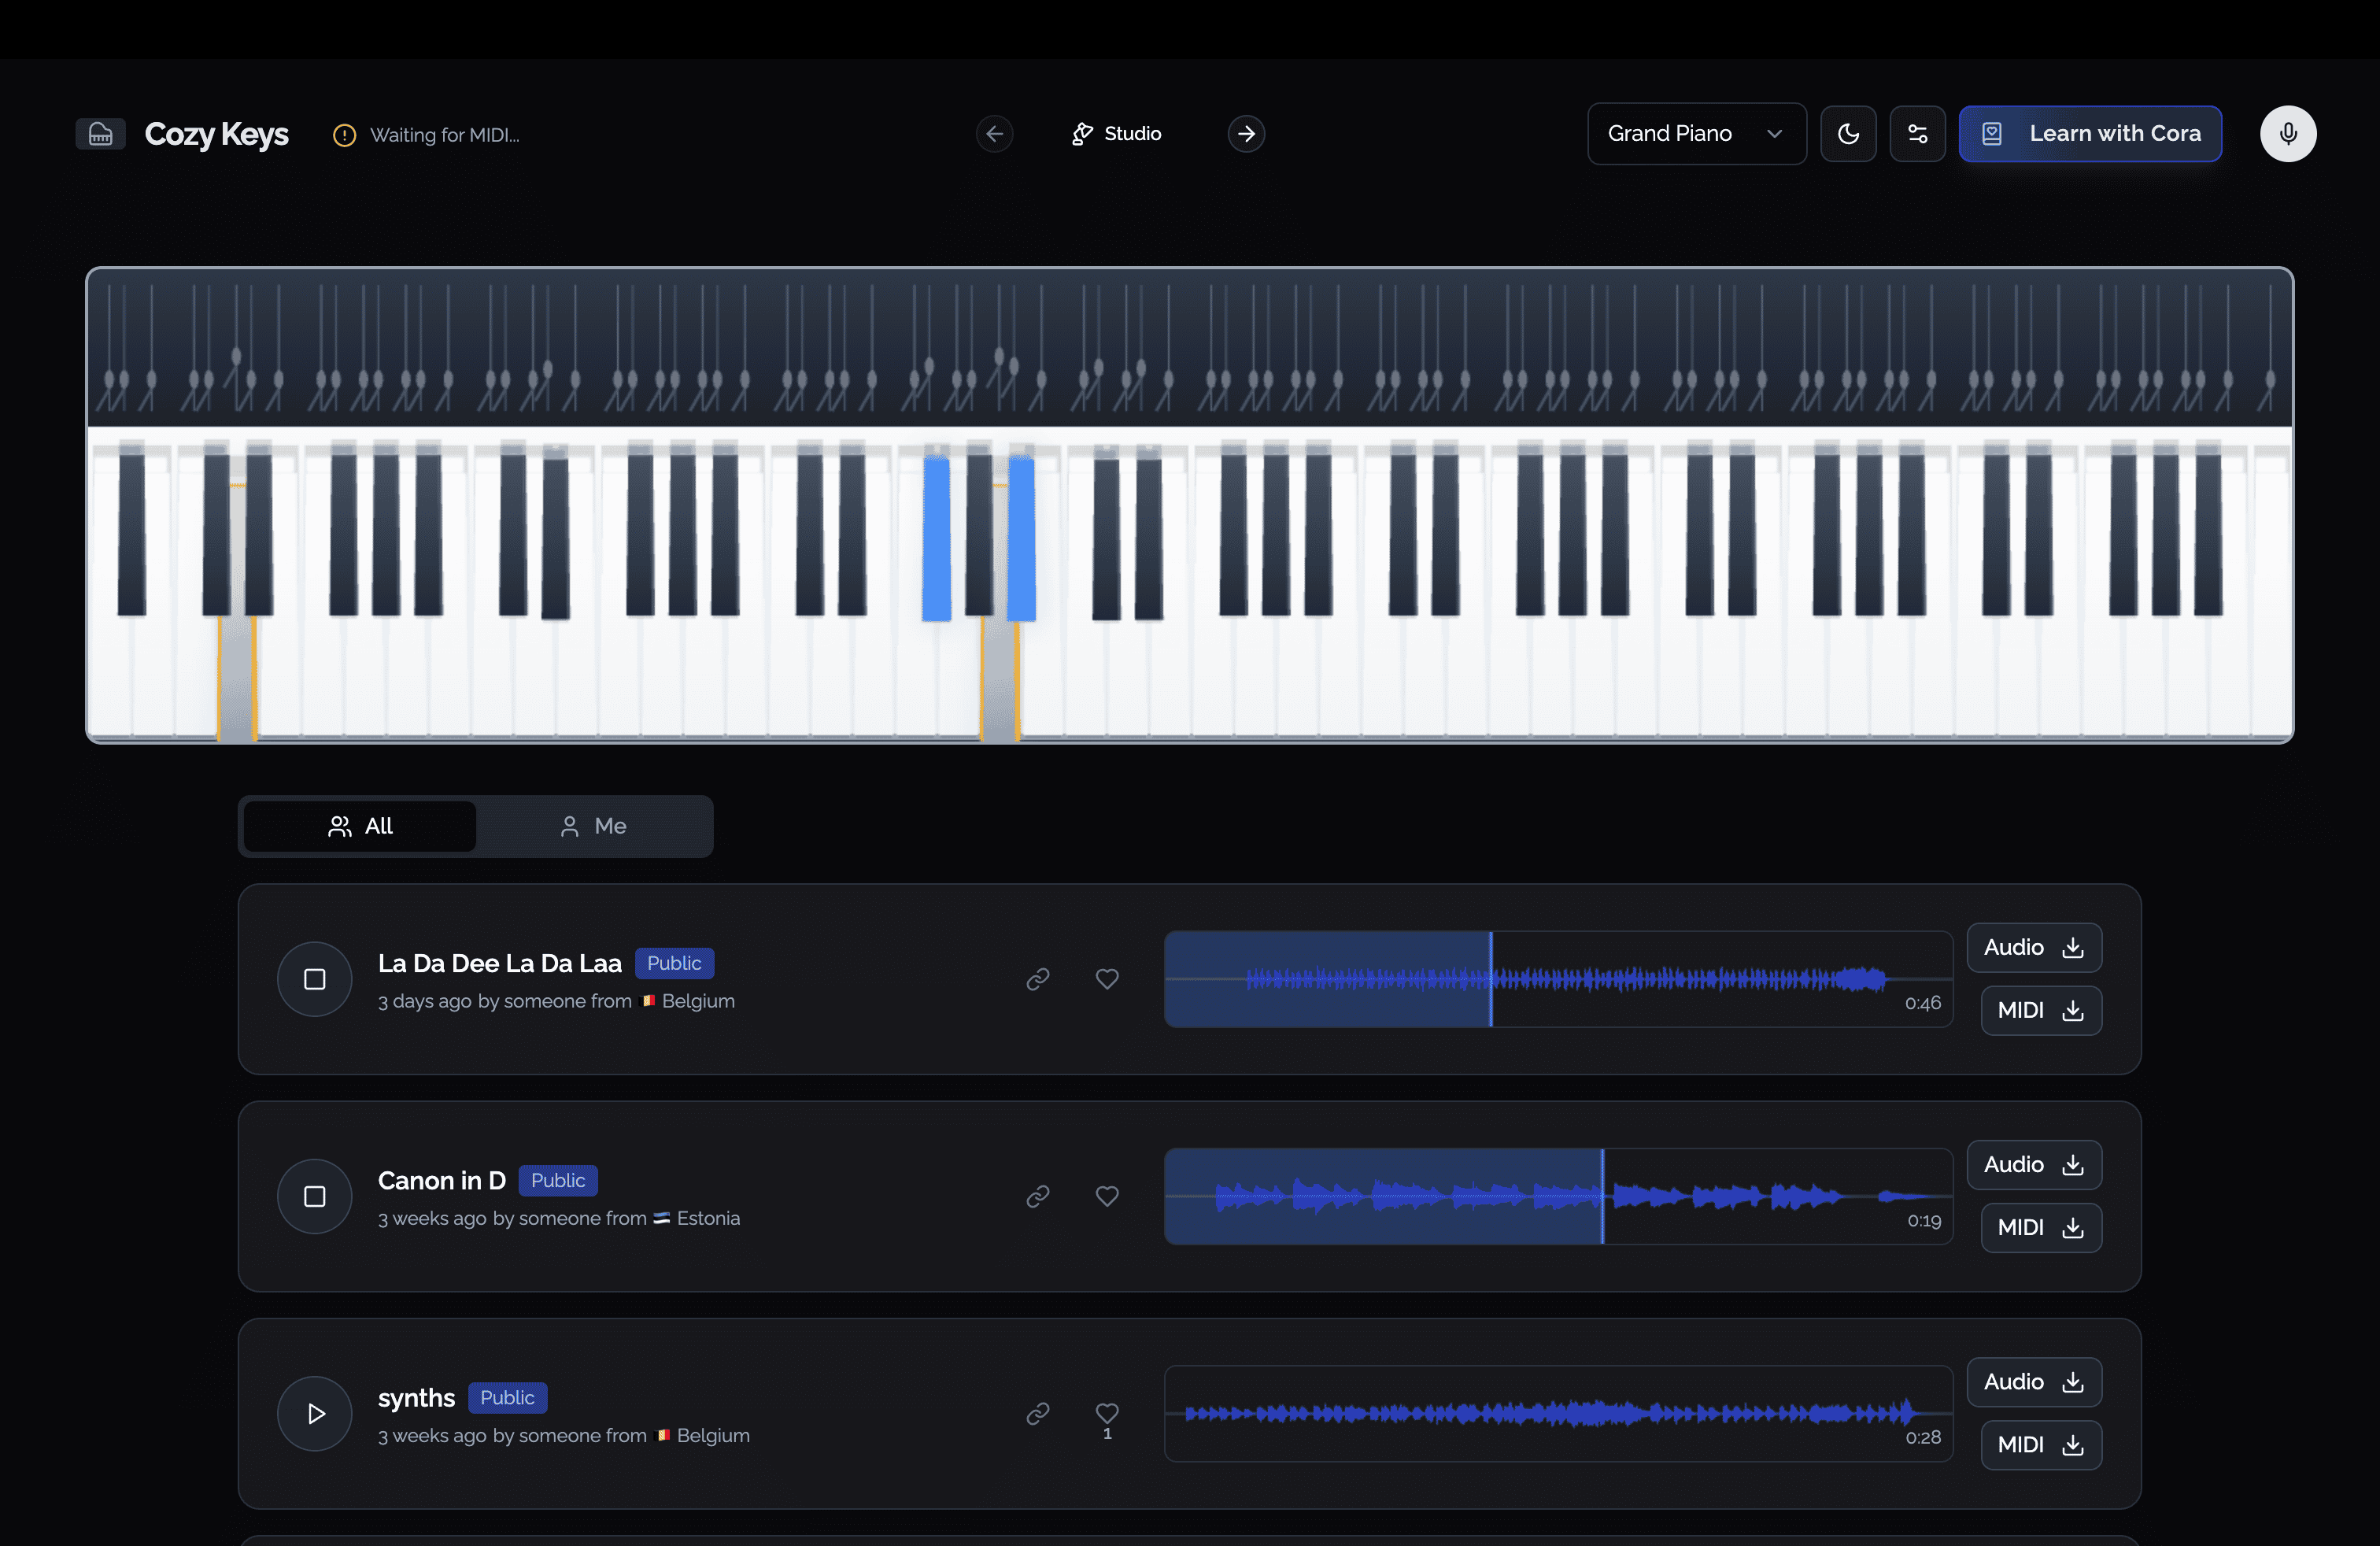 Cozy Keys
Waiting for MIDI...
Studio
Grand Piano
Learn with Cora
All
Me
La Da Dee La Da Laa
Public
3 days ago by someone from 🇧🇪 Belgium
0:46
Audio
MIDI
Canon in D
Public
3 weeks ago by someone from 🇪🇪 Estonia
0:19
Audio
MIDI
synths
Public
3 weeks ago by someone from 🇧🇪 Belgium
1
0:28
Audio
MIDI